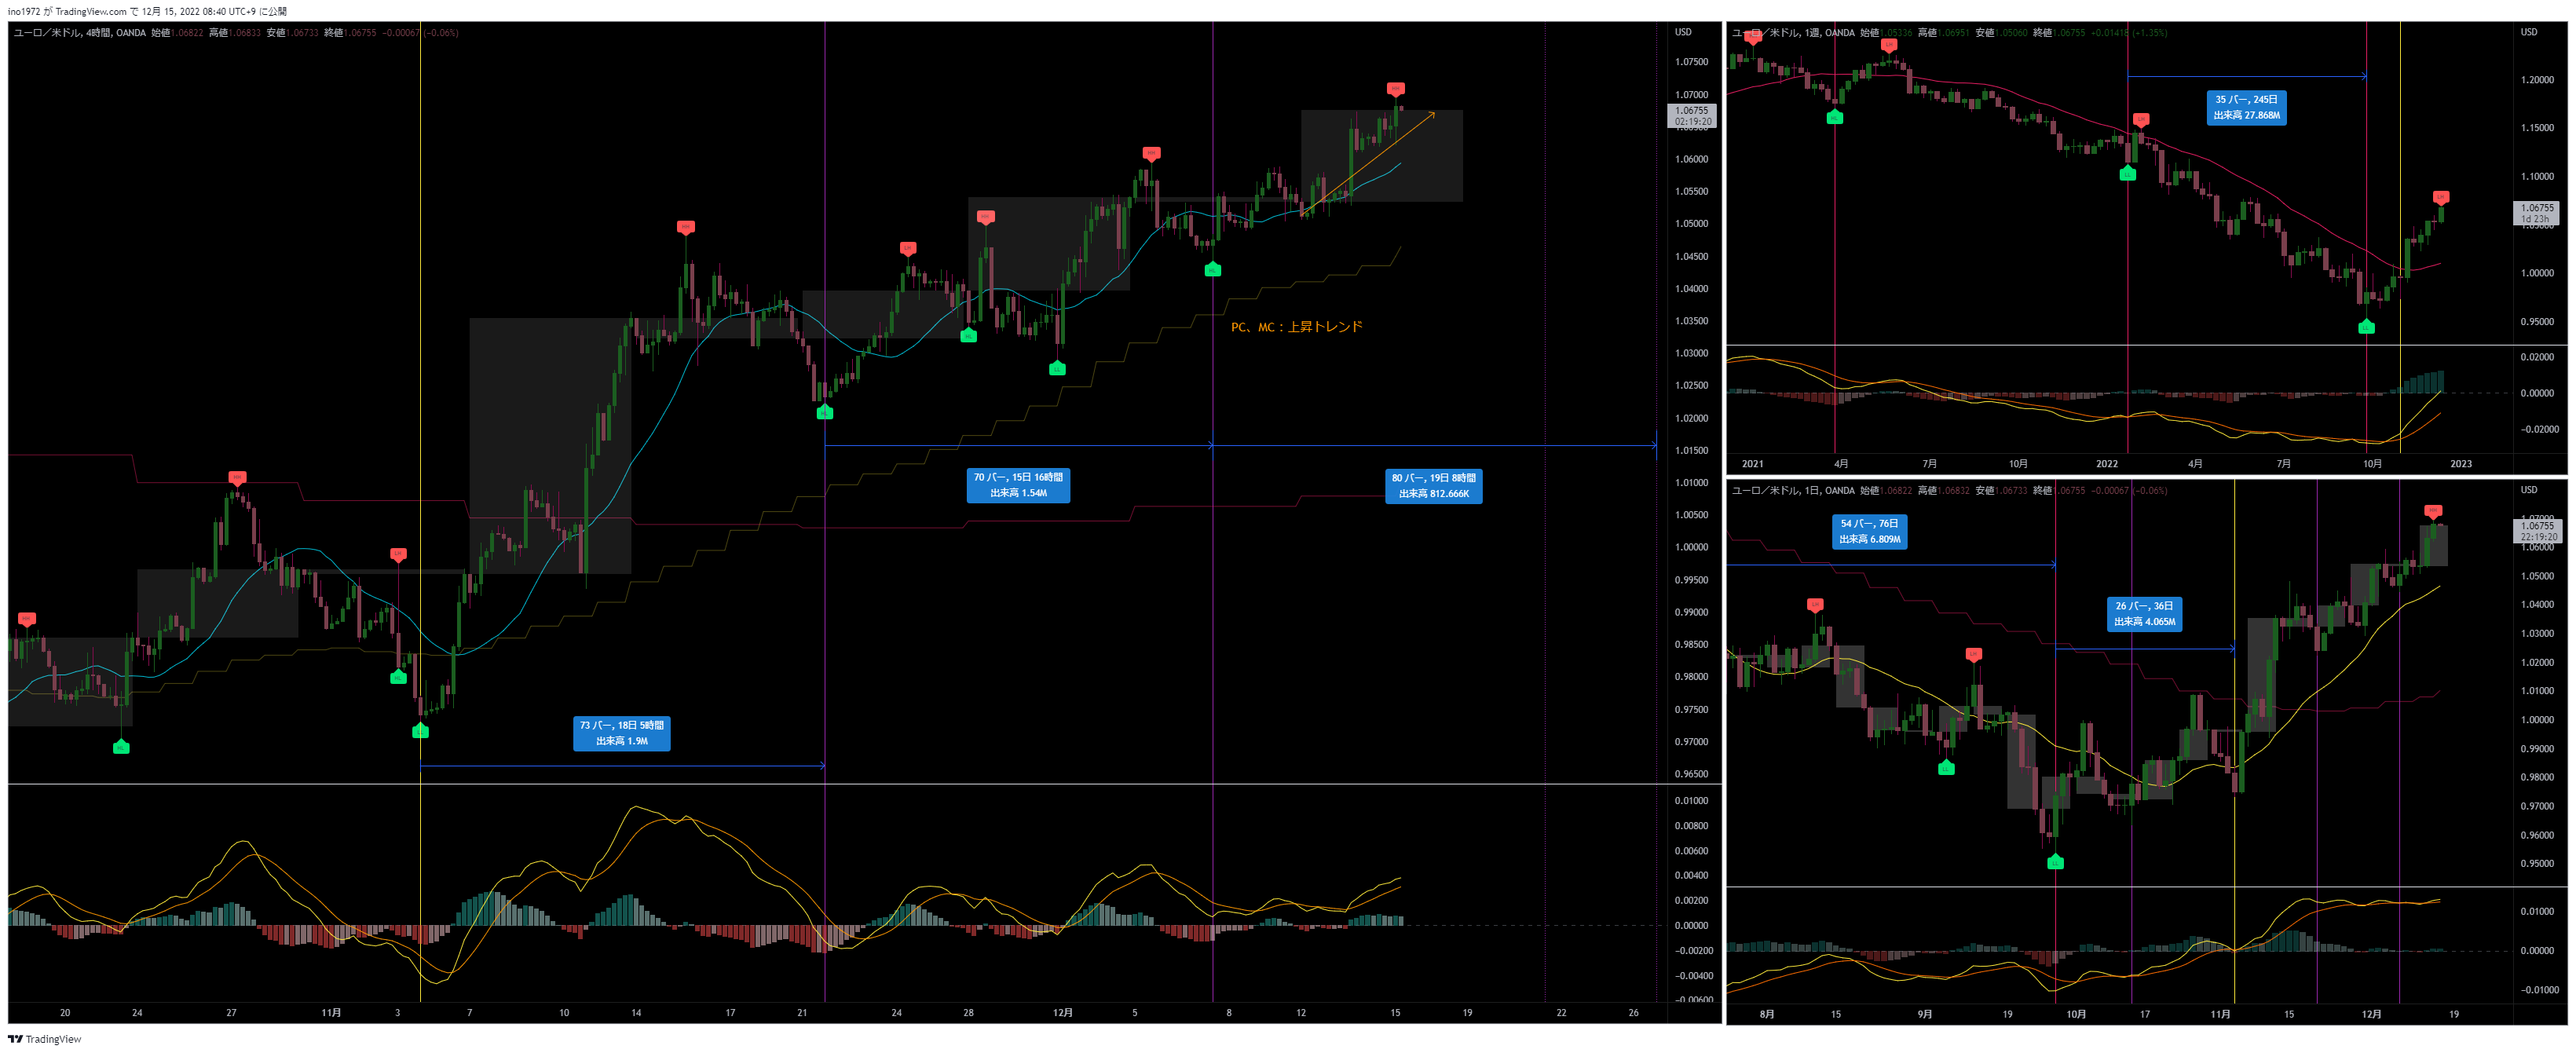 ino1972 が TradingView.com で 12月 15, 2022 08:40 UTC+9 に公開
ユーロ／米ドル, 4時間, OANDA 始値1.06822 高値1.06833 安値1.06733 終値1.06755 −0.00067 (−0.06%)
USD
1.07500
1.07000
1.06755
02:19:20
1.06000
1.05500
1.05000
1.04500
1.04000
1.03500
1.03000
1.02500
1.02000
1.01500
1.01000
1.00500
1.00000
0.99500
0.99000
0.98500
0.98000
0.97500
0.97000
0.96500
PC、MC：上昇トレンド
70 バー, 15日 16時間
出来高 1.54M
80 バー, 19日 8時間
出来高 812.666K
73 バー, 18日 5時間
出来高 1.9M
0.01000
0.00800
0.00600
0.00400
0.00200
0.00000
−0.00200
−0.00400
−0.00600
20
24
27
11月
3
7
10
14
17
21
24
28
12月
5
8
12
15
19
22
26
ユーロ／米ドル, 1週, OANDA 始値1.05336 高値1.06951 安値1.05060 終値1.06755 +0.01418 (+1.35%)
USD
1.20000
1.15000
1.10000
1.06755
1d 23h
1.05000
1.00000
0.95000
35 バー, 245日
出来高 27.868M
0.02000
0.00000
−0.02000
2021
4月
7月
10月
2022
4月
7月
10月
2023
ユーロ／米ドル, 1日, OANDA 始値1.06822 高値1.06832 安値1.06733 終値1.06755 −0.00067 (−0.06%)
USD
1.07000
1.06755
22:19:20
1.06000
1.05000
1.04000
1.03000
1.02000
1.01000
1.00000
0.99000
0.98000
0.97000
0.96000
0.95000
54 バー, 76日
出来高 6.809M
26 バー, 36日
出来高 4.065M
0.01000
0.00000
−0.01000
8月
15
9月
19
10月
17
11月
15
12月
19
TradingView